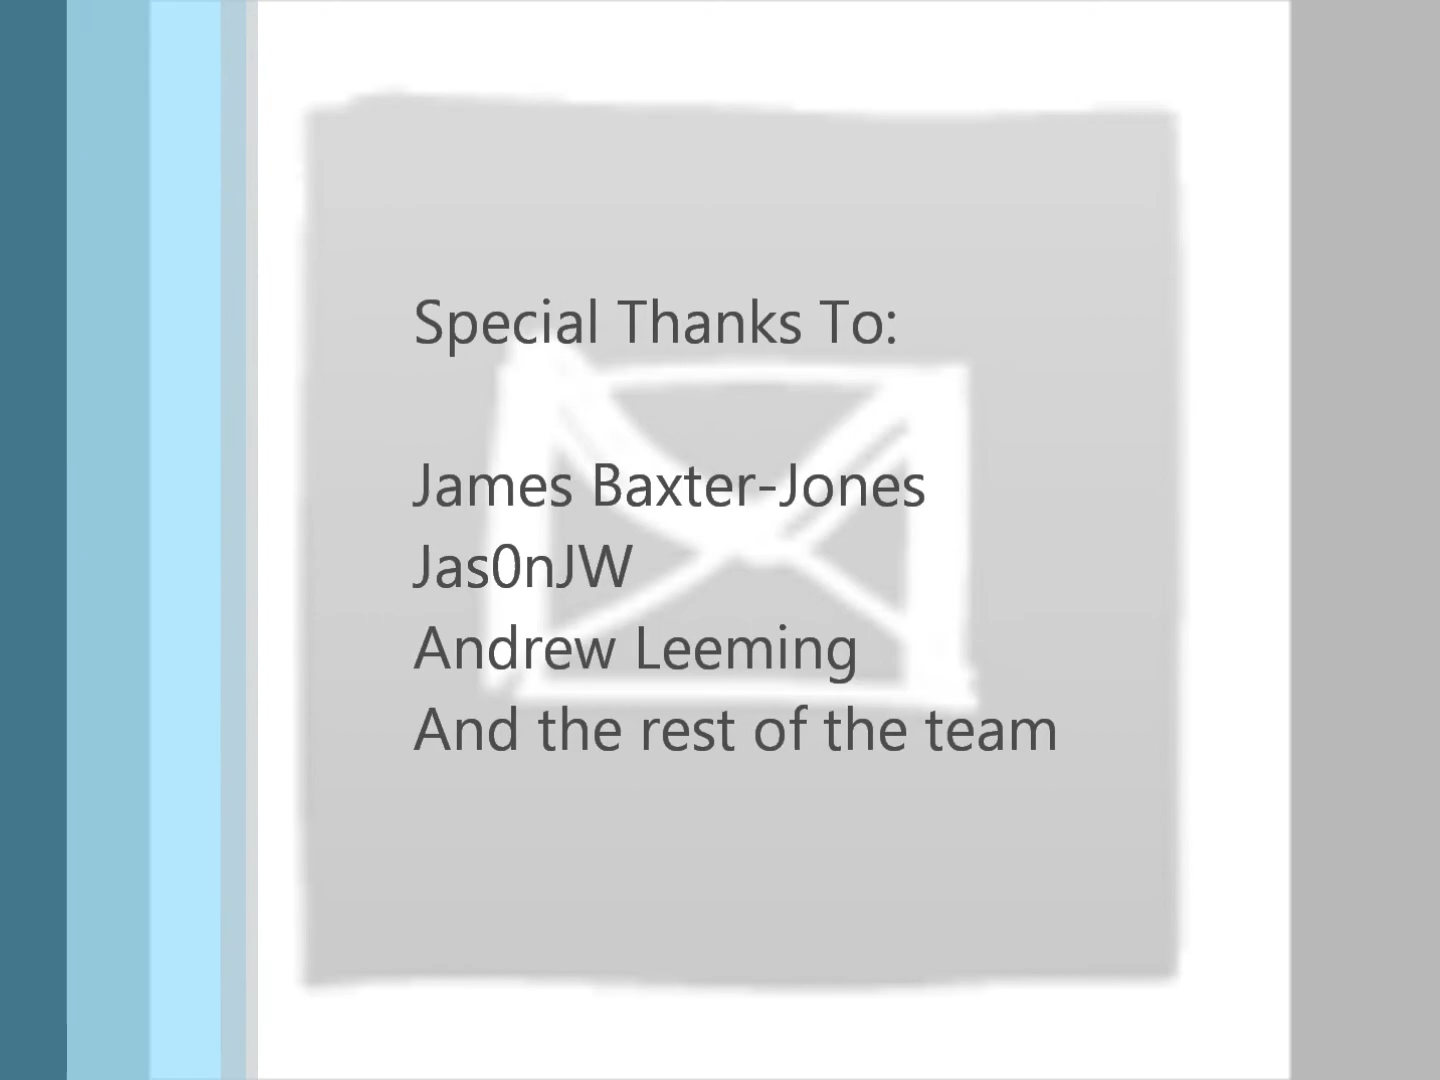 Special Thanks To:
James Baxter-Jones
Jas0nJW
Andrew Leeming
And the rest of the team